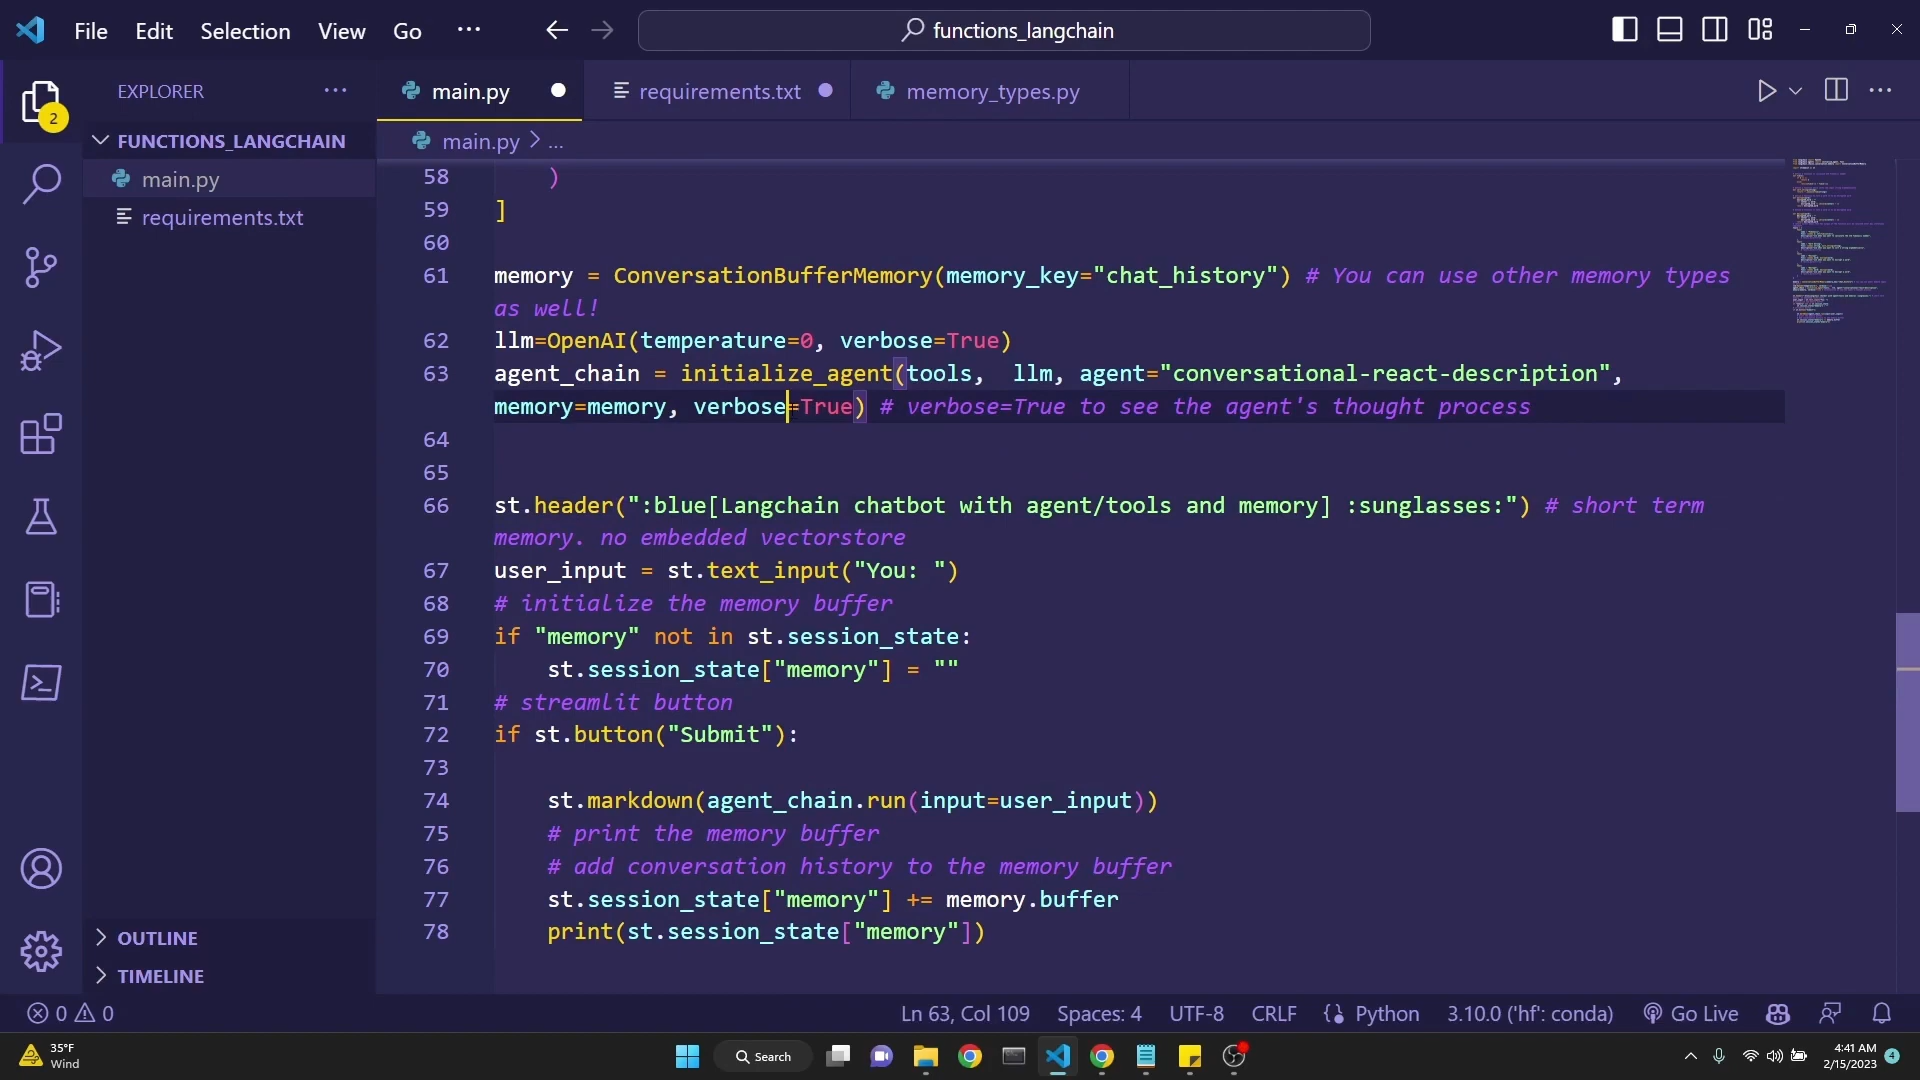 File Edit Selection View Go ··· functions_langchain
EXPLORER ···
main.py requirements.txt memory_types.py
2
FUNCTIONS_LANGCHAIN
main.py
requirements.txt
OUTLINE
TIMELINE
main.py > ...
58 )
59 ]
60
61 memory = ConversationBufferMemory(memory_key="chat_history") # You can use other memory types
as well!
62 llm=OpenAI(temperature=0, verbose=True)
63 agent_chain = initialize_agent(tools,  llm, agent="conversational-react-description",
memory=memory, verbose=True) # verbose=True to see the agent's thought process
64
65
66 st.header(":blue[Langchain chatbot with agent/tools and memory] :sunglasses:") # short term
memory. no embedded vectorstore
67 user_input = st.text_input("You: ")
68 # initialize the memory buffer
69 if "memory" not in st.session_state:
70 st.session_state["memory"] = ""
71 # streamlit button
72 if st.button("Submit"):
73
74 st.markdown(agent_chain.run(input=user_input))
75 # print the memory buffer
76 # add conversation history to the memory buffer
77 st.session_state["memory"] += memory.buffer
78 print(st.session_state["memory"])
0 0 Ln 63, Col 109 Spaces: 4 UTF-8 CRLF Python 3.10.0 ('hf': conda) Go Live
35°F
Wind
Search
4:41 AM
2/15/2023
4